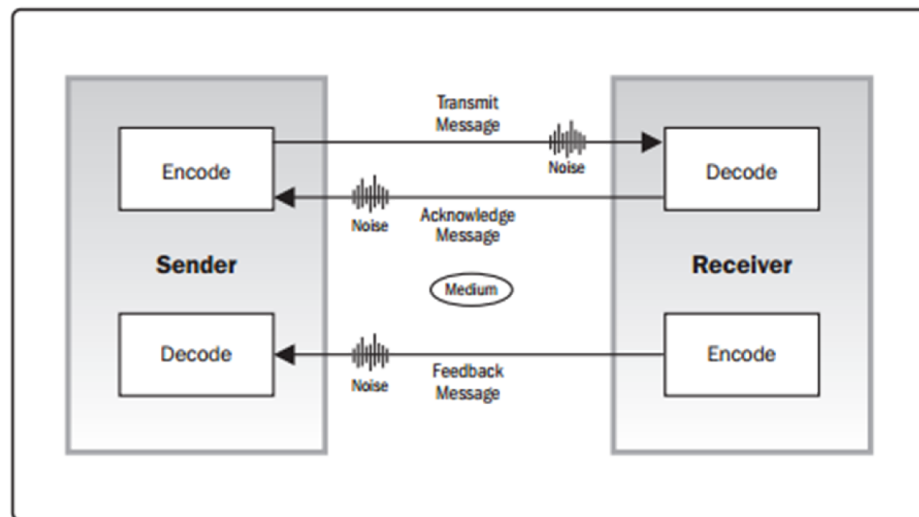 Transmit
Message
Noise
Encode
Decode
Noise
Acknowledge
Message
Sender
Receiver
Medium
Decode
Encode
Noise
Feedback
Message